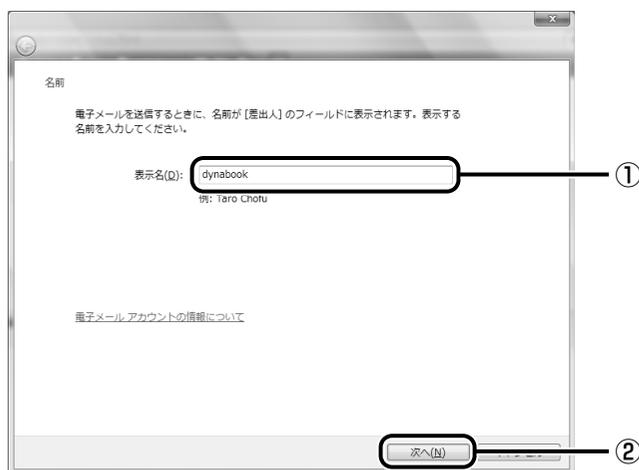 名前
電子メールを送信するときに、名前が [差出人] のフィールドに表示されます。表示する
名前を入力してください。
表示名(D): dynabook
①
例: Taro Chofu
電子メール アカウントの情報について
次へ(N)
②